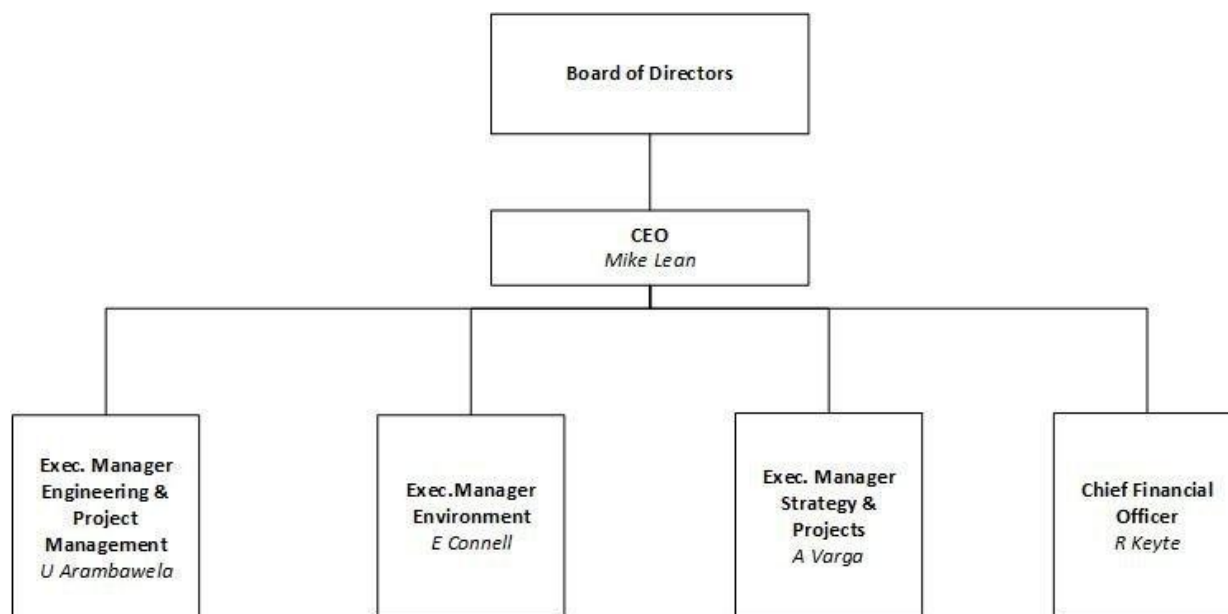 Board of Directors
CEO
Mike Lean
Exec. Manager
Engineering &
Project
Management
U Arambawela
Exec.Manager
Environment
E Connell
Exec. Manager
Strategy &
Projects
A Varga
Chief Financial
Officer
R Keyte